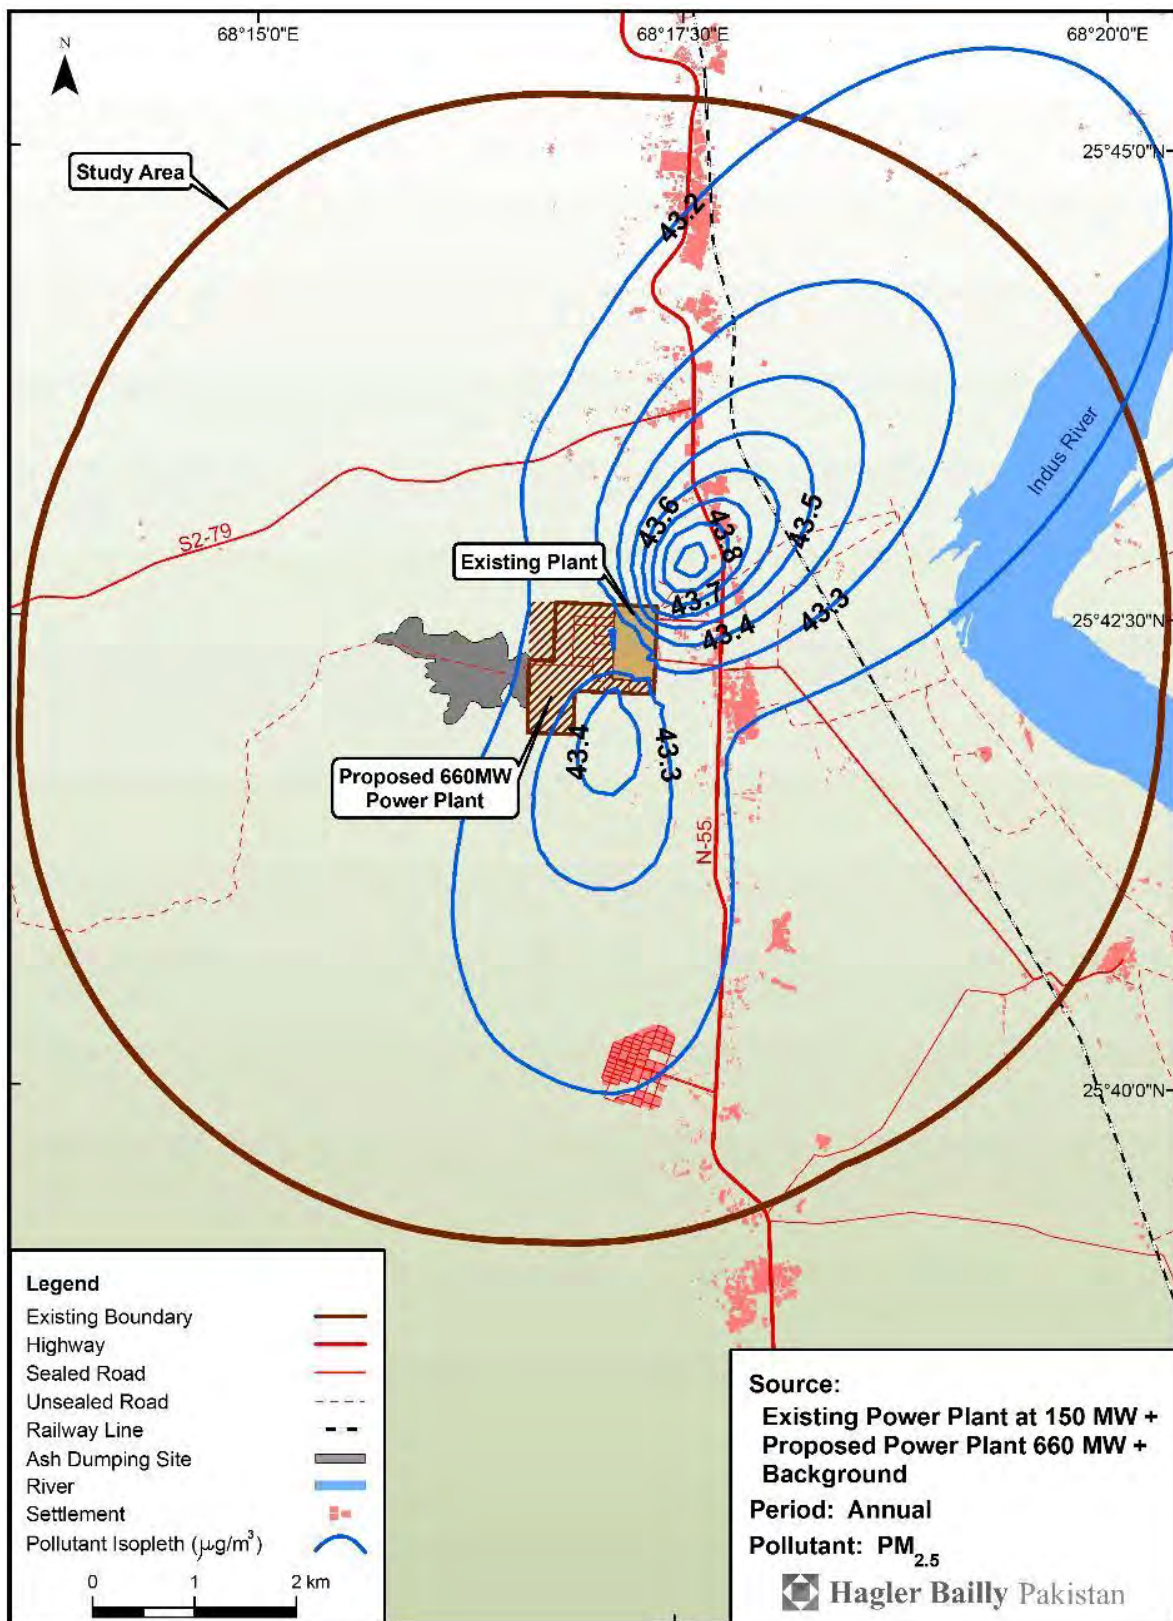 68°15'0"E
68°17'30"E
68°20'0"E
N
25°45'0"N
Study Area
43.2
Indus River
43.6
43.8
43.5
S2-79
Existing Plant
43.7
43.3
43.4
25°42'30"N
43.4
43.3
Proposed 660MW
Power Plant
N-55
25°40'0"N
Legend
Existing Boundary
Highway
Sealed Road
Unsealed Road
Railway Line
Ash Dumping Site
River
Settlement
Pollutant Isopleth (µg/m³)
0 1 2 km
Source:
Existing Power Plant at 150 MW +
Proposed Power Plant 660 MW +
Background
Period: Annual
Pollutant: PM2.5
Hagler Bailly Pakistan